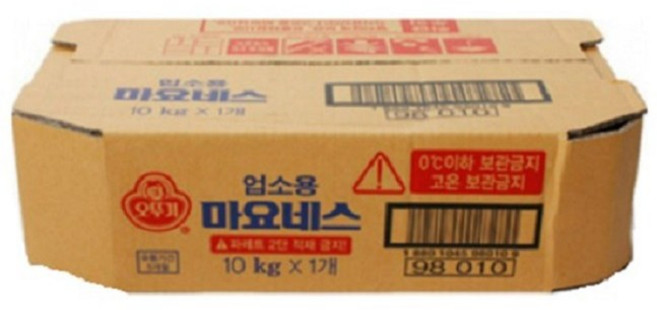 업소용
마요네스
10 kg × 1개
98 010
오뚜기
업소용
마요네스
파레트 2단 적재 금지!
10 kg × 1개
0℃이하 보관금지
고온 보관금지
98 010